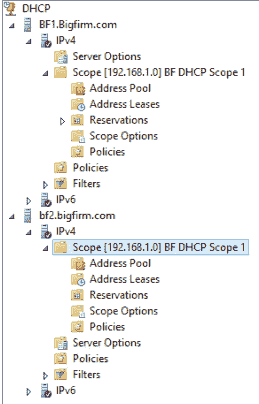 DHCP
BF1.Bigfirm.com
IPv4
Server Options
Scope [192.168.1.0] BF DHCP Scope 1
Address Pool
Address Leases
Reservations
Scope Options
Policies
Policies
Filters
IPv6
bf2.bigfirm.com
IPv4
Scope [192.168.1.0] BF DHCP Scope 1
Address Pool
Address Leases
Reservations
Scope Options
Policies
Server Options
Policies
Filters
IPv6